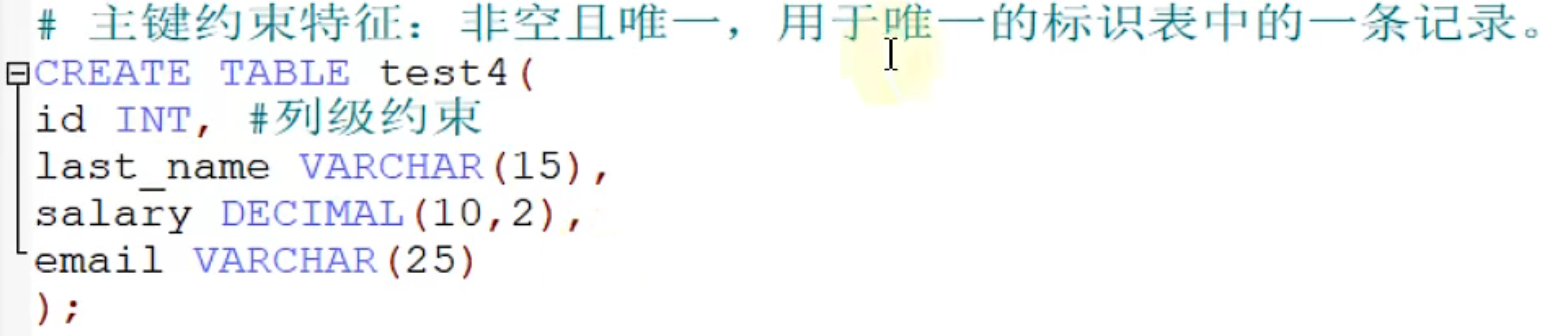 # 主键约束特征：非空且唯一，用于唯一的标识表中的一条记录。
CREATE TABLE test4(
id INT, #列级约束
last_name VARCHAR(15),
salary DECIMAL(10,2),
email VARCHAR(25)
);